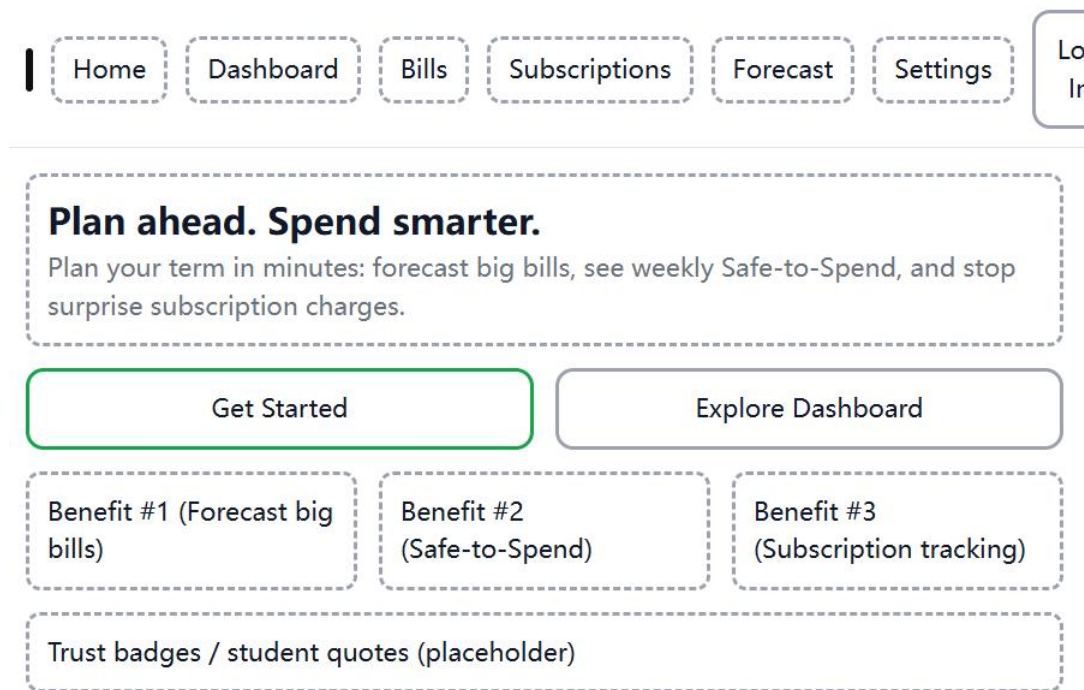 Home Dashboard Bills Subscriptions Forecast Settings
Plan ahead. Spend smarter.
Plan your term in minutes: forecast big bills, see weekly Safe-to-Spend, and stop
surprise subscription charges.
Get Started Explore Dashboard
Benefit #1 (Forecast big
bills)
Benefit #2
(Safe-to-Spend)
Benefit #3
(Subscription tracking)
Trust badges / student quotes (placeholder)